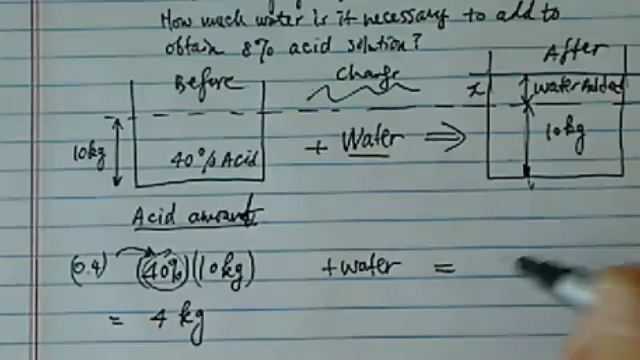 How much water is it necessary to add to
obtain 8% acid solution?
Before
Change
After
x
water Added
10kg
40% Acid
+ Water ⇒
10kg
Acid amount
(0.4) (40%)(10kg) + water =
= 4 kg